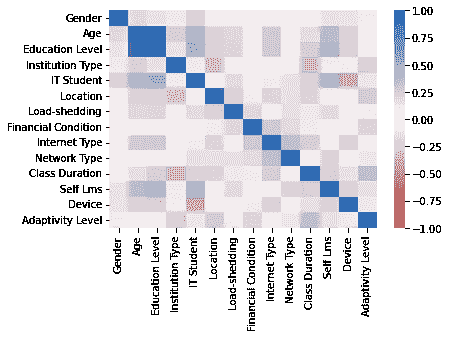 Gender
Age
Education Level
Institution Type
IT Student
Location
Load-shedding
Financial Condition
Internet Type
Network Type
Class Duration
Self Lms
Device
Adaptivity Level
Gender
Age
Education Level
Institution Type
IT Student
Location
Load-shedding
Financial Condition
Internet Type
Network Type
Class Duration
Self Lms
Device
Adaptivity Level
1.00
0.75
0.50
0.25
0.00
−0.25
−0.50
−0.75
−1.00